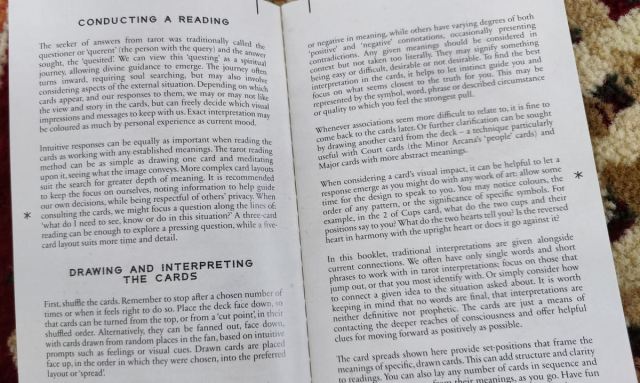 CONDUCTING A READING
The seeker of answers from tarot was traditionally called the
questioner or 'querent' (the person with the query) and the answer
sought, the 'quesited'. We can view this 'questing' as a spiritual
journey, allowing divine guidance to emerge. The journey often
turns inward, requiring soul searching, but may also involve
considering aspects of the external situation. Depending on which
cards appear, and our responses to them, we may or may not like
the view and story in the cards, but can freely decide which visual
impressions and messages to keep with us. Exact interpretation may
be coloured as much by personal experience as current mood.
Intuitive responses can be equally as important when reading the
cards as working with any established meanings. The tarot reading
method can be as simple as drawing one card and meditating
upon it, seeing what the image conveys. More complex card layouts
suit the search for greater depth of meaning. It is recommended
to keep the focus on ourselves, noting information to help guide
our own decisions, while being respectful of others' privacy. When
* consulting the cards, we might focus a question along the lines of:
'what do I need to see, know or do in this situation?' A three-card
reading can be enough to explore a pressing question, while a five-
card layout suits more time and detail.
DRAWING AND INTERPRETING
THE CARDS
First, shuffle the cards. Remember to stop after a chosen number of
times or when it feels right to do so. Place the deck face down, so
that cards can be turned from the top, or from a 'cut point', in their
shuffled order. Alternatively, they can be fanned out, face down,
with cards drawn from random places in the fan, based on intuitive
prompts such as feelings or visual cues. Drawn cards are placed
face up, in the order in which they were chosen, into the preferred
layout or 'spread'.
or negative in meaning, while others have varying degrees of both
'positive' and 'negative' connotations, occasionally presenting
contradictions. Any given meanings should be considered in
context but not taken too literally. They may signify something
being easy or difficult, desirable or not desirable. To find the best
interpretation in the cards, it helps to let instinct guide you and
focus on what seems closest to the truth for you. This may be
represented by the symbol, word, phrase or described circumstance
or quality to which you feel the strongest pull.
Whenever associations seem more difficult to relate to, it is fine to
come back to the cards later. Or further clarification can be sought
by drawing another card from the deck – a technique particularly
useful with Court cards (the Minor Arcana's 'people' cards) and
Major cards with more abstract meanings.
When considering a card's visual impact, it can be helpful to let a
response emerge as you might do with any work of art: allow some
time for the design to speak to you. You may notice colours, the *
order of any pattern, or the significance of specific symbols. For
example, in the 2 of Cups card, what do the two cups and their
positions say to you? What do the two hearts tell you? Is the reversed
heart in harmony with the upright heart or does it go against it?
In this booklet, traditional interpretations are given alongside
current connections. We often have only single words and short
phrases to work with in tarot interpretations; focus on those that
jump out, or that you most identify with. Or simply consider how
to connect a given idea to the situation asked about. It is worth
keeping in mind that no words are final, that interpretations are
neither definitive nor prophetic. The cards are just a means of
contacting the deeper reaches of consciousness and offer helpful
clues for moving forward as positively as possible.
The card spreads shown here provide set-positions that frame the
meanings of specific, drawn cards. This can add structure and clarity
to readings. You can also lay any number of cards in sequence and
from their meanings, as you go. Have fun